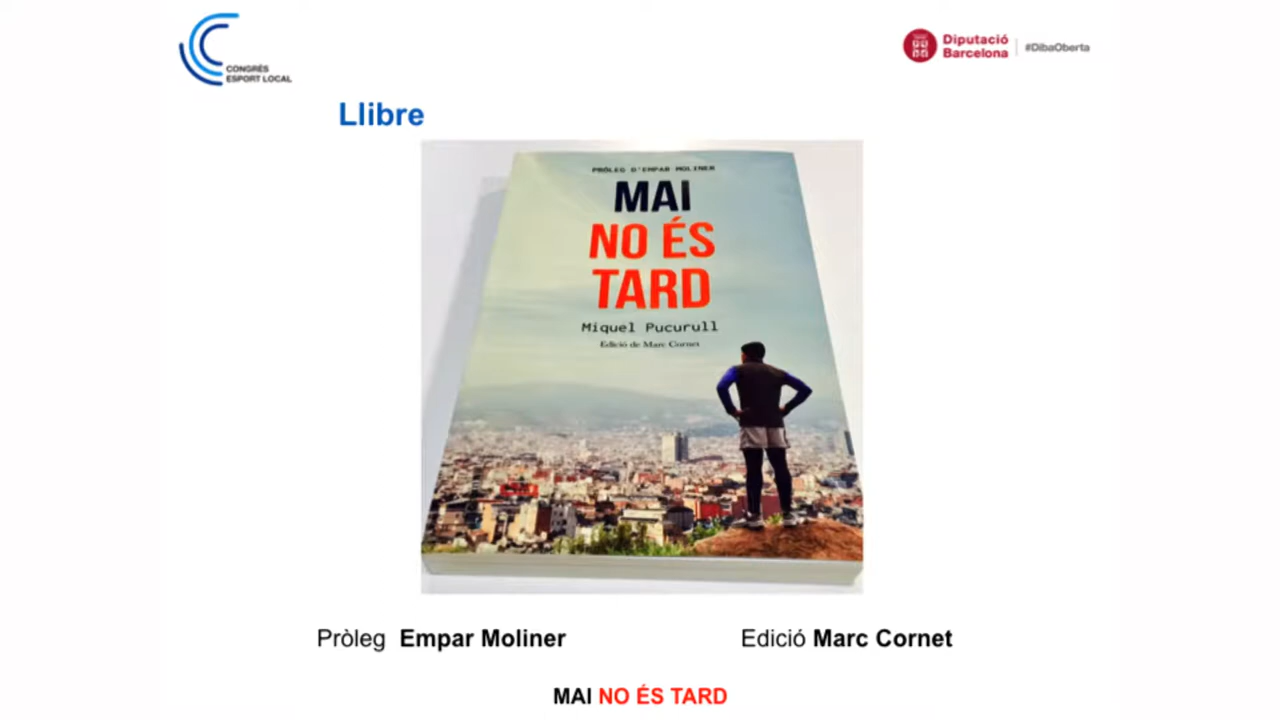 CONGRÉS
ESPORT LOCAL
Diputació
Barcelona
#DibaOberta
Llibre
PRÒLEG D'EMPAR MOLINER
MAI
NO ÉS
TARD
Miquel Pucurull
Edició de Marc Cornet
Pròleg Empar Moliner
Edició Marc Cornet
MAI NO ÉS TARD